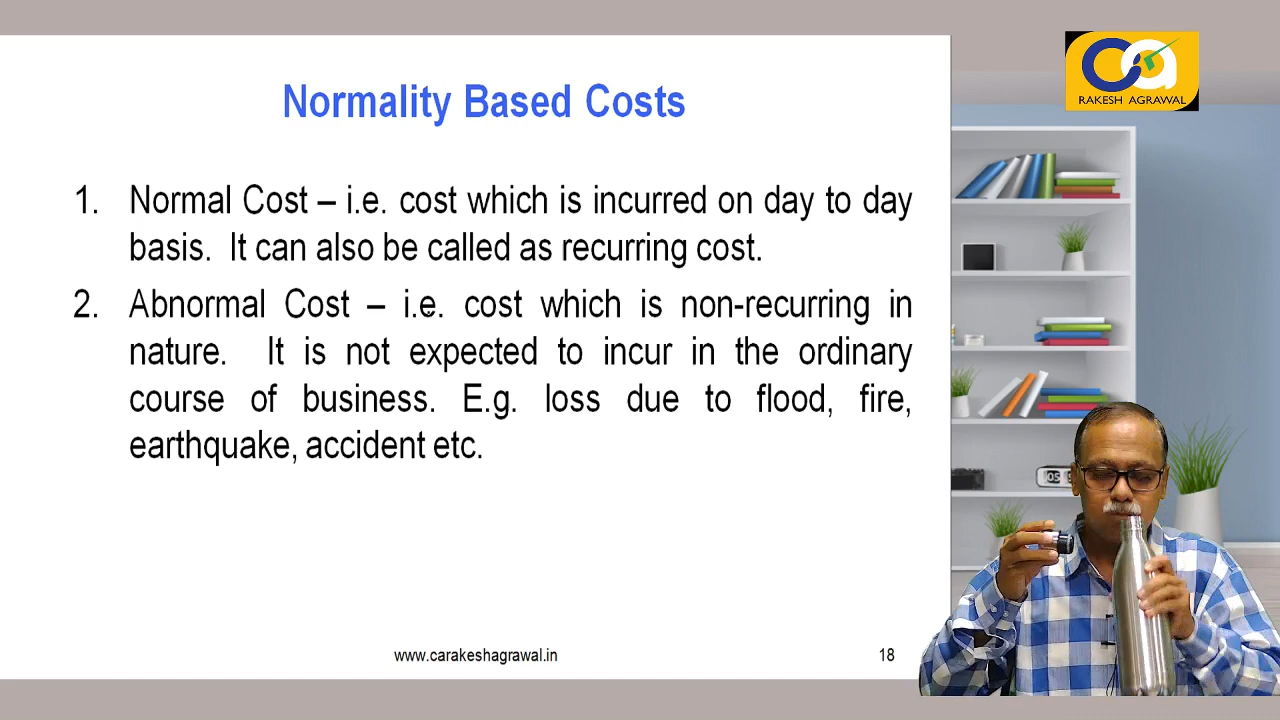 Normality Based Costs
RAKESH AGRAWAL
1. Normal Cost – i.e. cost which is incurred on day to day
basis. It can also be called as recurring cost.
2. Abnormal Cost – i.e. cost which is non-recurring in
nature. It is not expected to incur in the ordinary
course of business. E.g. loss due to flood, fire,
earthquake, accident etc.
www.carakeshagrawal.in
18